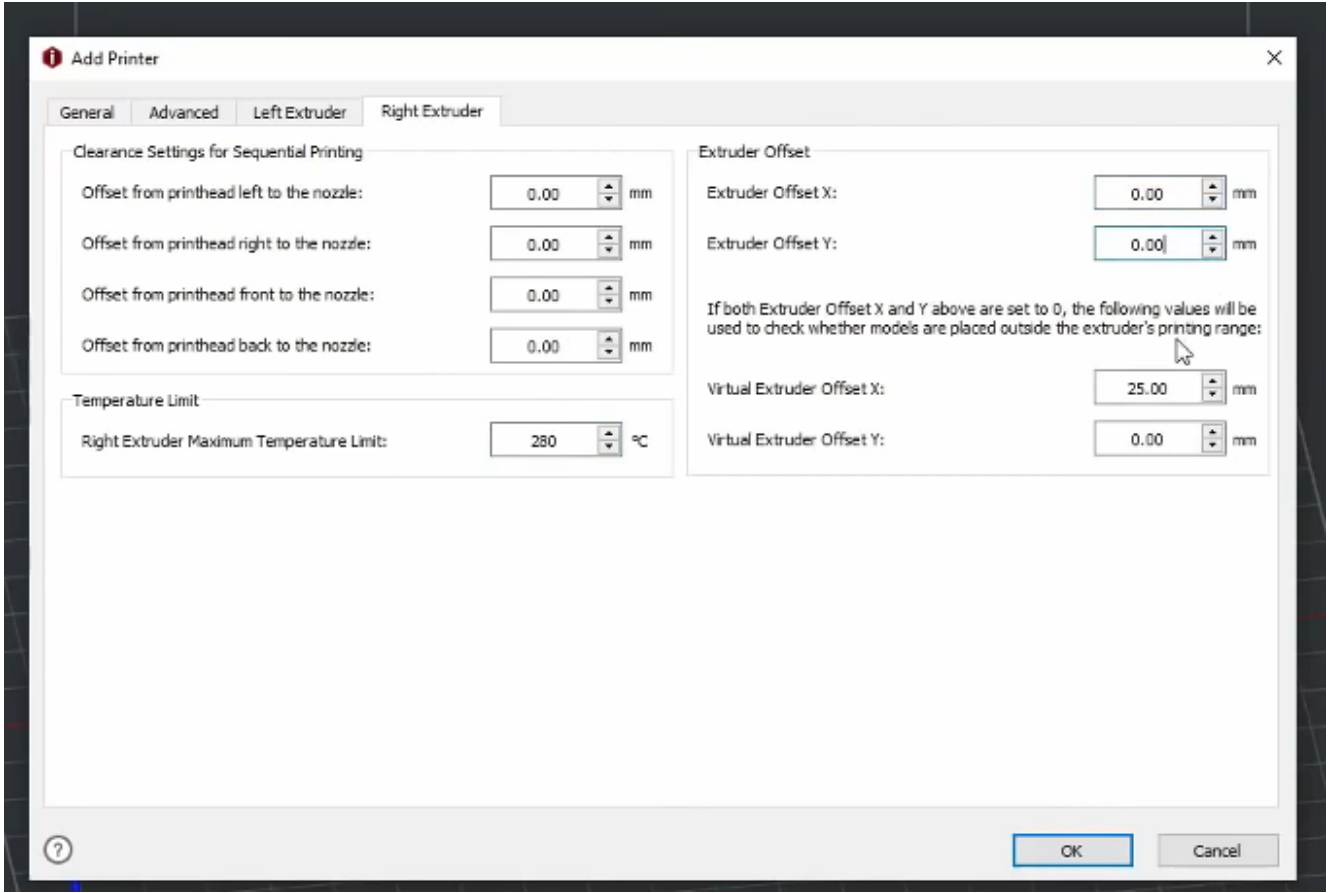 Add Printer
General Advanced Left Extruder Right Extruder
Clearance Settings for Sequential Printing
Offset from printhead left to the nozzle: 0.00 mm
Offset from printhead right to the nozzle: 0.00 mm
Offset from printhead front to the nozzle: 0.00 mm
Offset from printhead back to the nozzle: 0.00 mm
Temperature Limit
Right Extruder Maximum Temperature Limit: 280 °C
Extruder Offset
Extruder Offset X: 0.00 mm
Extruder Offset Y: 0.00 mm
If both Extruder Offset X and Y above are set to 0, the following values will be
used to check whether models are placed outside the extruder's printing range:
Virtual Extruder Offset X: 25.00 mm
Virtual Extruder Offset Y: 0.00 mm
?
OK Cancel